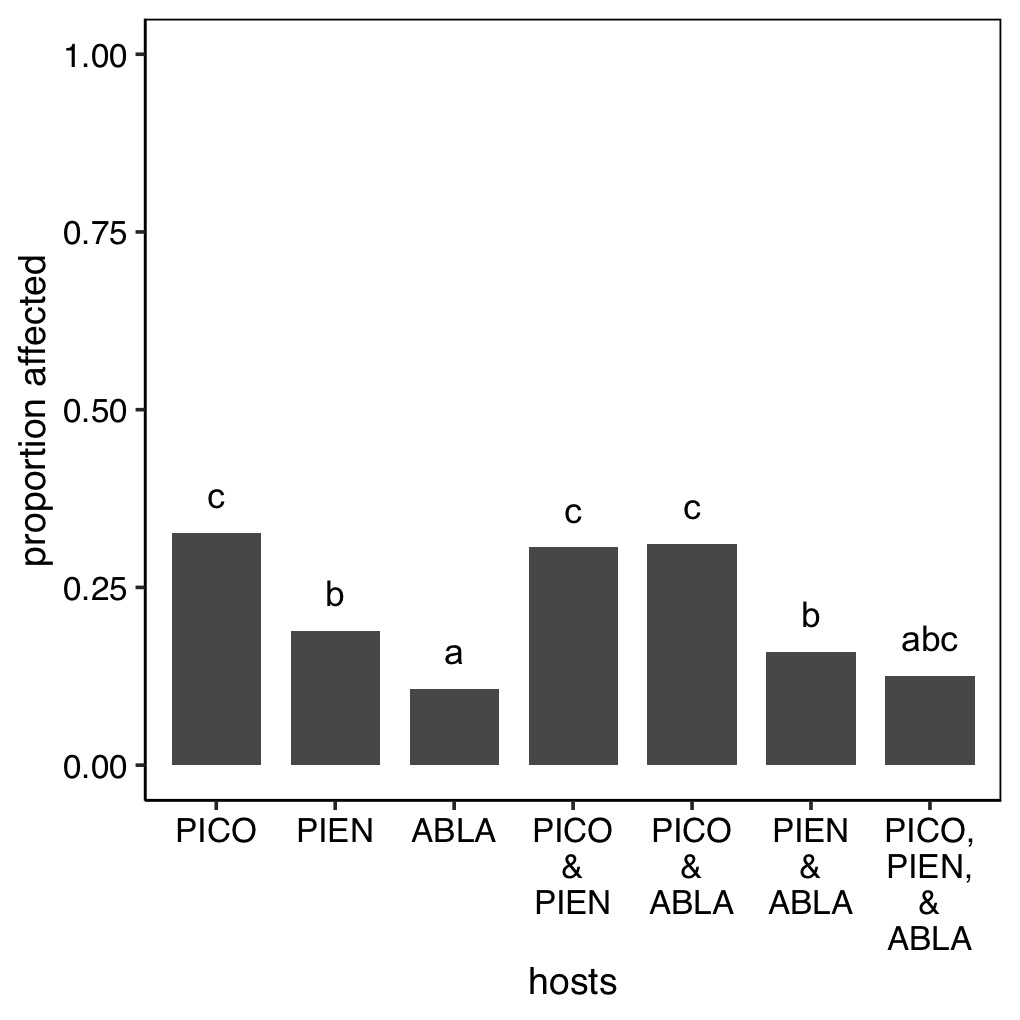 1.00
0.75
0.50
0.25
0.00
proportion affected
c
b
a
c
c
b
abc
PICO
PIEN
ABLA
PICO
&
PIEN
PICO
&
ABLA
PIEN
&
ABLA
PICO,
PIEN,
&
ABLA
hosts